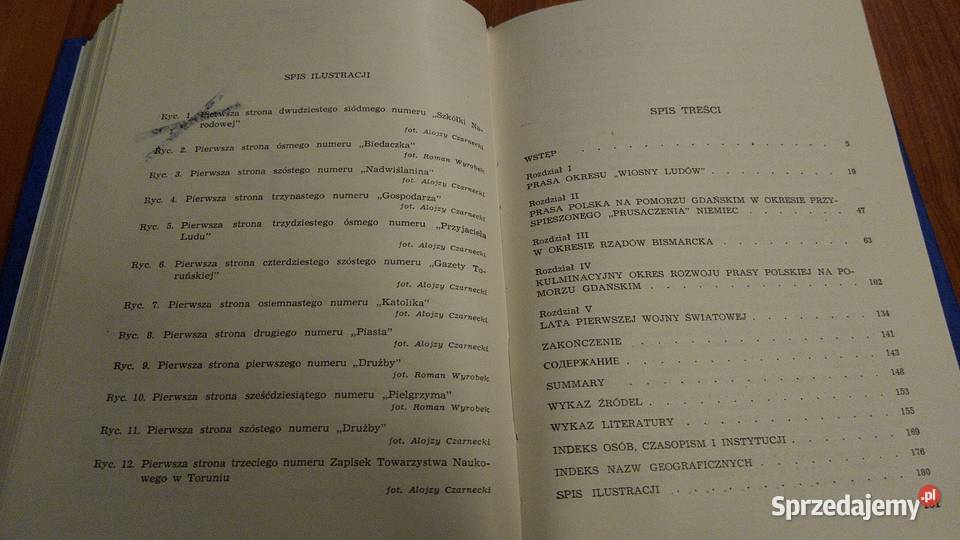 SPIS ILUSTRACJI
Ryc. 1. Pierwsza strona dwudziestego siódmego numeru „Szkółki Na-
rodowej"
fot. Alojzy Czarnecki
Ryc. 2. Pierwsza strona ósmego numeru „Biedaczka"
fot. Roman Wyrobek
Ryc. 3. Pierwsza strona szóstego numeru „Nadwiślanina"
fot. Alojzy Czarnecki
Ryc. 4. Pierwsza strona trzynastego numeru „Gospodarza"
fot. Alojzy Czarnecki
Ryc. 5. Pierwsza strona trzydziestego ósmego numeru „Przyjaciela
Ludu"
fot. Alojzy Czarnecki
Ryc. 6. Pierwsza strona czterdziestego szóstego numeru „Gazety To-
ruńskiej"
fot. Alojzy Czarnecki
Ryc. 7. Pierwsza strona osiemnastego numeru „Katolika"
fot. Alojzy Czarnecki
Ryc. 8. Pierwsza strona drugiego numeru „Piasta"
fot. Alojzy Czarnecki
Ryc. 9. Pierwsza strona pierwszego numeru „Drużby"
fot. Roman Wyrobek
Ryc. 10. Pierwsza strona sześćdziesiątego numeru „Pielgrzyma"
fot. Roman Wyrobek
Ryc. 11. Pierwsza strona szóstego numeru „Drużby"
fot. Alojzy Czarnecki
Ryc. 12. Pierwsza strona trzeciego numeru Zapisek Towarzystwa Nauko-
wego w Toruniu
fot. Alojzy Czarnecki
SPIS TREŚCI
WSTĘP . . . . . . . . . . . . 5
Rozdział I
PRASA OKRESU „WIOSNY LUDÓW" . . . . . . 19
Rozdział II
PRASA POLSKA NA POMORZU GDAŃSKIM W OKRESIE PRZY-
SPIESZONEGO „PRUSACZENIA" NIEMIEC . . . . . 47
Rozdział III
W OKRESIE RZĄDÓW BISMARCKA . . . . . . 63
Rozdział IV
KULMINACYJNY OKRES ROZWOJU PRASY POLSKIEJ NA PO-
MORZU GDAŃSKIM . . . . . . . . . 102
Rozdział V
LATA PIERWSZEJ WOJNY ŚWIATOWEJ . . . . . 134
ZAKOŃCZENIE . . . . . . . . . . 141
СОДЕРЖАНИЕ . . . . . . . . . . 143
SUMMARY . . . . . . . . . . 148
WYKAZ ŹRÓDEŁ . . . . . . . . . 153
WYKAZ LITERATURY . . . . . . . . 155
INDEKS OSÓB, CZASOPISM I INSTYTUCJI . . . . . 169
INDEKS NAZW GEOGRAFICZNYCH . . . . . . 176
SPIS ILUSTRACJI . . . . . . . . . 180
Sprzedajemy.pl